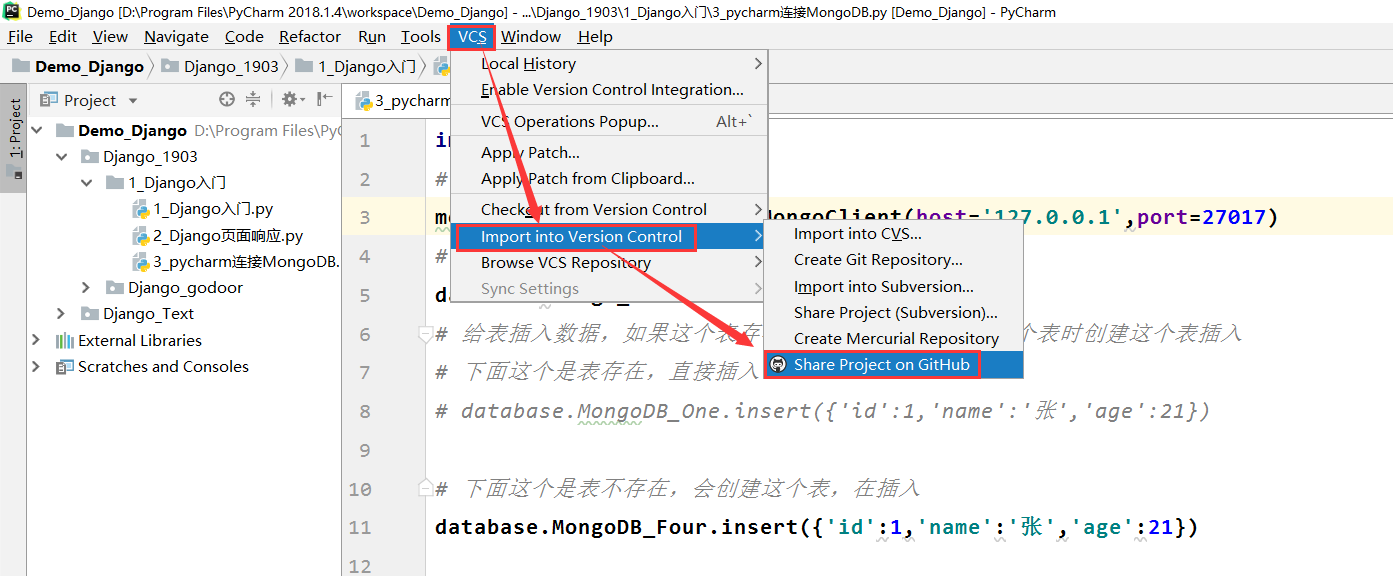 Demo_Django [D:\Program Files\PyCharm 2018.1.4\workspace\Demo_Django] - ...\Django_1903\1_Django入门\3_pycharm连接MongoDB.py [Demo_Django] - PyCharm
File Edit View Navigate Code Refactor Run Tools VCS Window Help
Demo_Django Django_1903 1_Django入门
1: Project
Project
Demo_Django D:\Program Files\PyC
Django_1903
1_Django入门
1_Django入门.py
2_Django页面响应.py
3_pycharm连接MongoDB.
Django_godoor
Django_Text
External Libraries
Scratches and Consoles
Local History
Enable Version Control Integration...
VCS Operations Popup... Alt+`
Apply Patch...
Apply Patch from Clipboard...
Checkout from Version Control
Import into Version Control
Browse VCS Repository
Sync Settings
Import into CVS...
Create Git Repository...
Import into Subversion...
Share Project (Subversion)...
Create Mercurial Repository
Share Project on GitHub
3_pycharm
1
2 #
3 MongoClient(host='127.0.0.1',port=27017)
4 #
5
6 # 给表插入数据，如果这个表存 个表时创建这个表插入
7 # 下面这个是表存在，直接插入
8 # database.MongoDB_One.insert({'id':1,'name':'张','age':21})
9
10 # 下面这个是表不存在，会创建这个表，在插入
11 database.MongoDB_Four.insert({'id':1,'name':'张','age':21})
12